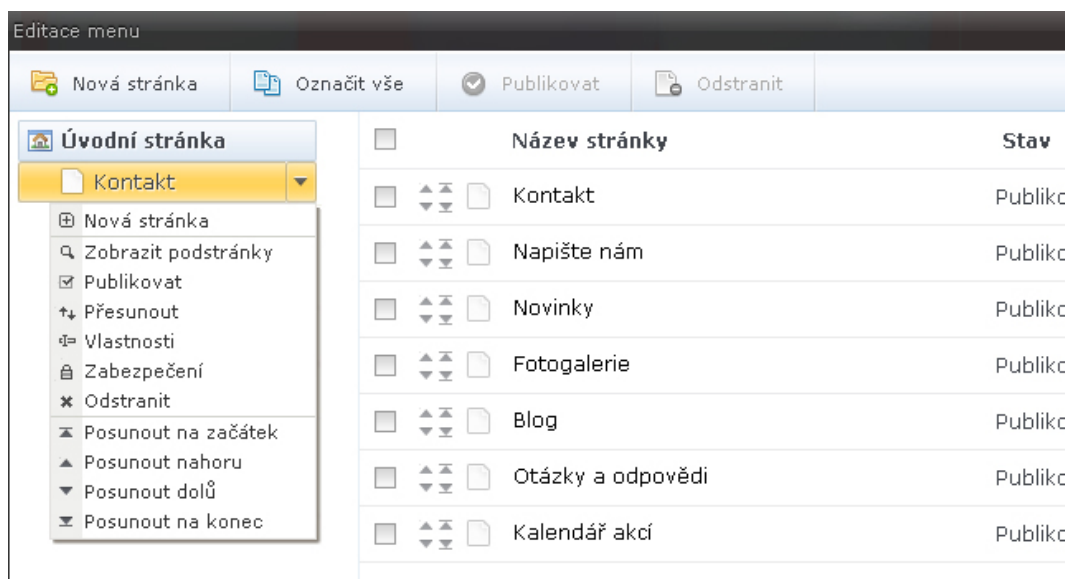 Editace menu
Nová stránka
Označit vše
Publikovat
Odstranit
Úvodní stránka
Kontakt
Nová stránka
Zobrazit podstránky
Publikovat
Přesunout
Vlastnosti
Zabezpečení
Odstranit
Posunout na začátek
Posunout nahoru
Posunout dolů
Posunout na konec
Název stránky Stav
Kontakt Publiko
Napište nám Publiko
Novinky Publiko
Fotogalerie Publiko
Blog Publiko
Otázky a odpovědi Publiko
Kalendář akcí Publiko